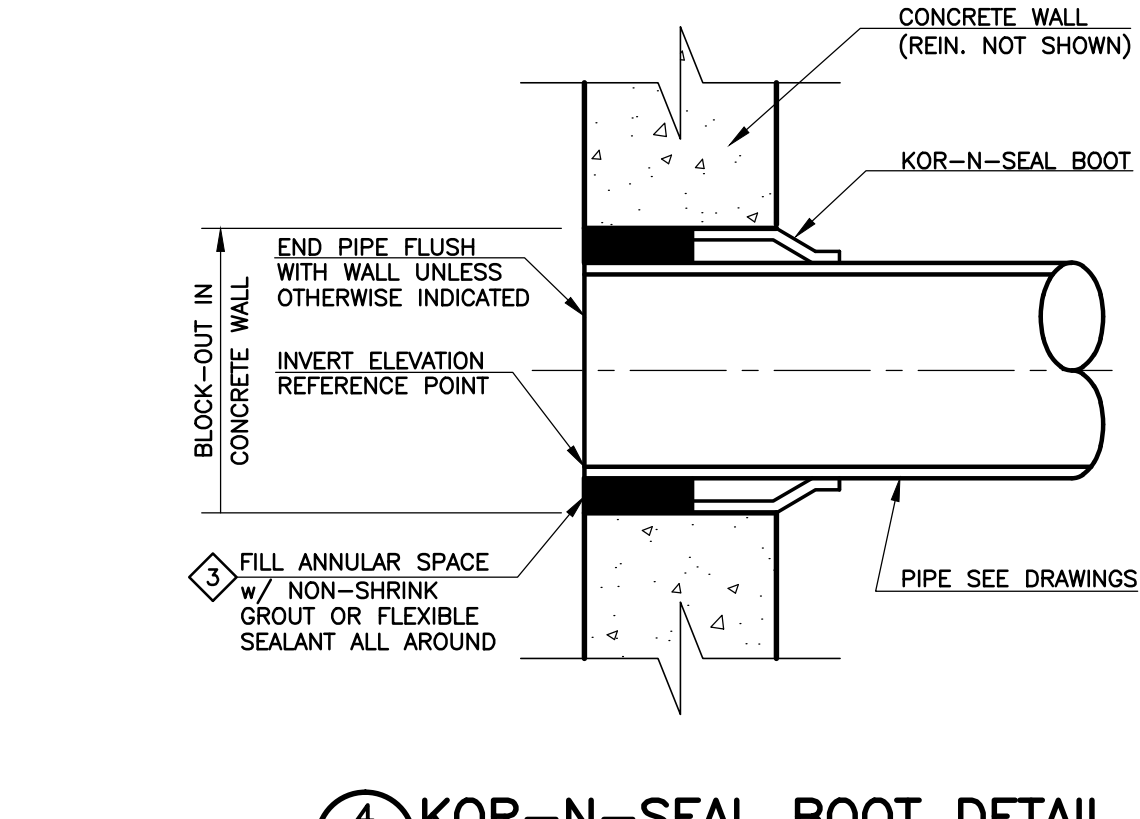 CONCRETE WALL
(REIN. NOT SHOWN)
KOR-N-SEAL BOOT
END PIPE FLUSH
WITH WALL UNLESS
OTHERWISE INDICATED
BLOCK-OUT IN
CONCRETE WALL
INVERT ELEVATION
REFERENCE POINT
3
FILL ANNULAR SPACE
w/ NON-SHRINK
GROUT OR FLEXIBLE
SEALANT ALL AROUND
PIPE SEE DRAWINGS
4
KOR-N-SEAL BOOT DETAIL